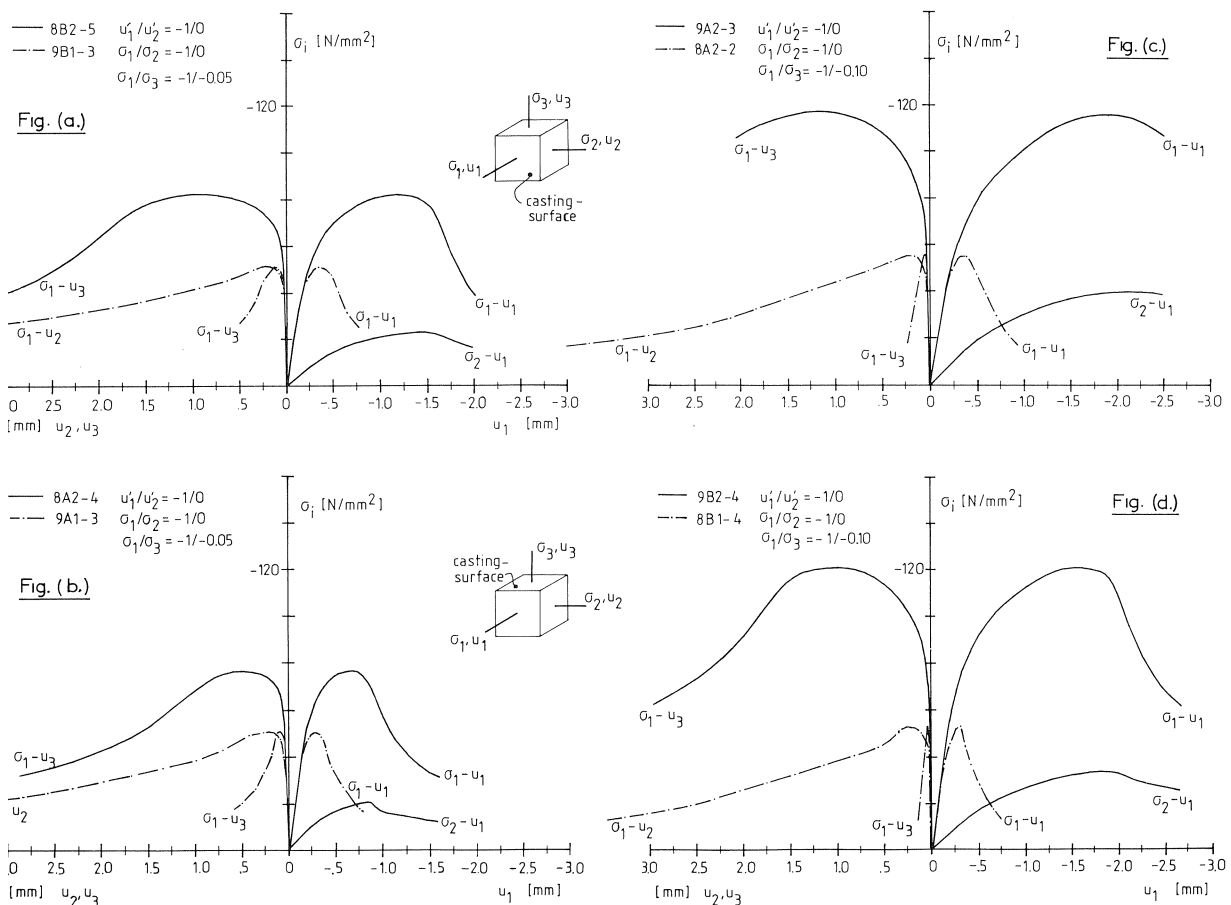 8B2-5 u'₁/u'₂ = -1/0
9B1-3 σ₁/σ₂ = -1/0
σ₁/σ₃ = -1/-0.05
Fig. (a.)
σᵢ [N/mm²]
-120
σ₃, u₃
σ₂, u₂
σ₁, u₁
casting-
surface
σ₁-u₃
σ₁-u₂
σ₁-u₃
σ₁-u₁
σ₁-u₁
σ₂-u₁
0 2.5 2.0 1.5 1.0 .5 0 -.5 -1.0 -1.5 -2.0 -2.5 -3.0
[mm] u₂, u₃
u₁ [mm]
9A2-3 u'₁/u'₂ = -1/0
8A2-2 σ₁/σ₂ = -1/0
σ₁/σ₃ = -1/-0.10
Fig. (c.)
σᵢ [N/mm²]
-120
σ₁-u₃
σ₁-u₁
σ₂-u₁
σ₁-u₂
σ₁-u₃
σ₁-u₁
3.0 2.5 2.0 1.5 1.0 .5 0 -.5 -1.0 -1.5 -2.0 -2.5 -3.0
[mm] u₂, u₃
u₁ [mm]
8A2-4 u'₁/u'₂ = -1/0
9A1-3 σ₁/σ₂ = -1/0
σ₁/σ₃ = -1/-0.05
Fig. (b.)
σᵢ [N/mm²]
-120
casting-
surface
σ₃, u₃
σ₂, u₂
σ₁, u₁
σ₁-u₃
u₂
σ₁-u₃
σ₁-u₁
σ₁-u₁
σ₂-u₁
3.0 2.5 2.0 1.5 1.0 .5 0 -.5 -1.0 -1.5 -2.0 -2.5 -3.0
[mm] u₂, u₃
u₁ [mm]
9B2-4 u'₁/u'₂ = -1/0
8B1-4 σ₁/σ₂ = -1/0
σ₁/σ₃ = -1/-0.10
Fig. (d.)
σᵢ [N/mm²]
-120
σ₁-u₃
σ₁-u₁
σ₂-u₁
σ₁-u₂
σ₁-u₃
σ₁-u₁
3.0 2.5 2.0 1.5 1.0 .5 0 -.5 -1.0 -1.5 -2.0 -2.5 -3.0
[mm] u₂, u₃
u₁ [mm]